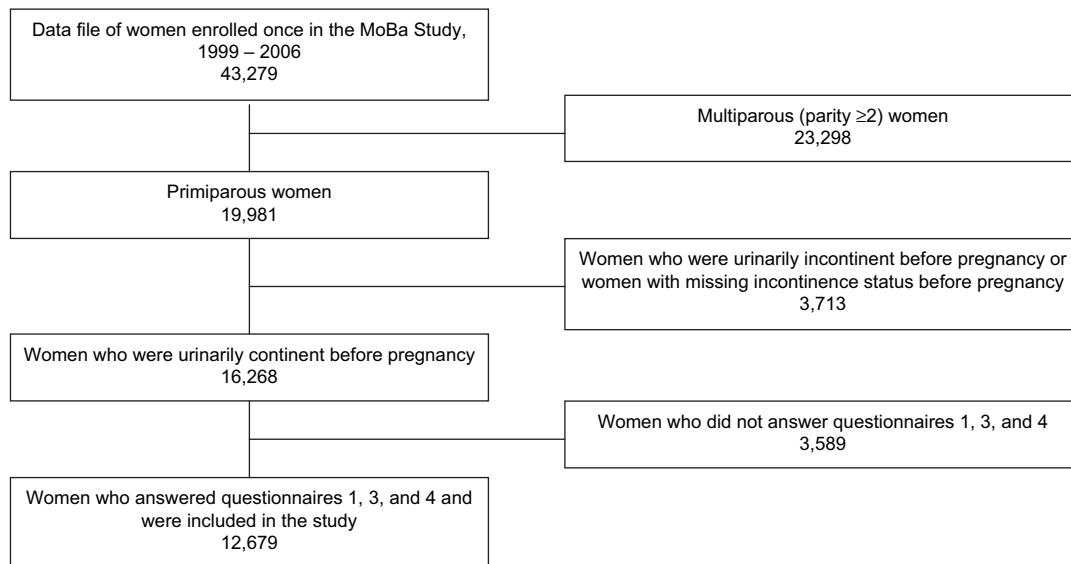 Data file of women enrolled once in the MoBa Study,
1999 – 2006
43,279
Multiparous (parity ≥2) women
23,298
Primiparous women
19,981
Women who were urinarily incontinent before pregnancy or
women with missing incontinence status before pregnancy
3,713
Women who were urinarily continent before pregnancy
16,268
Women who did not answer questionnaires 1, 3, and 4
3,589
Women who answered questionnaires 1, 3, and 4 and
were included in the study
12,679